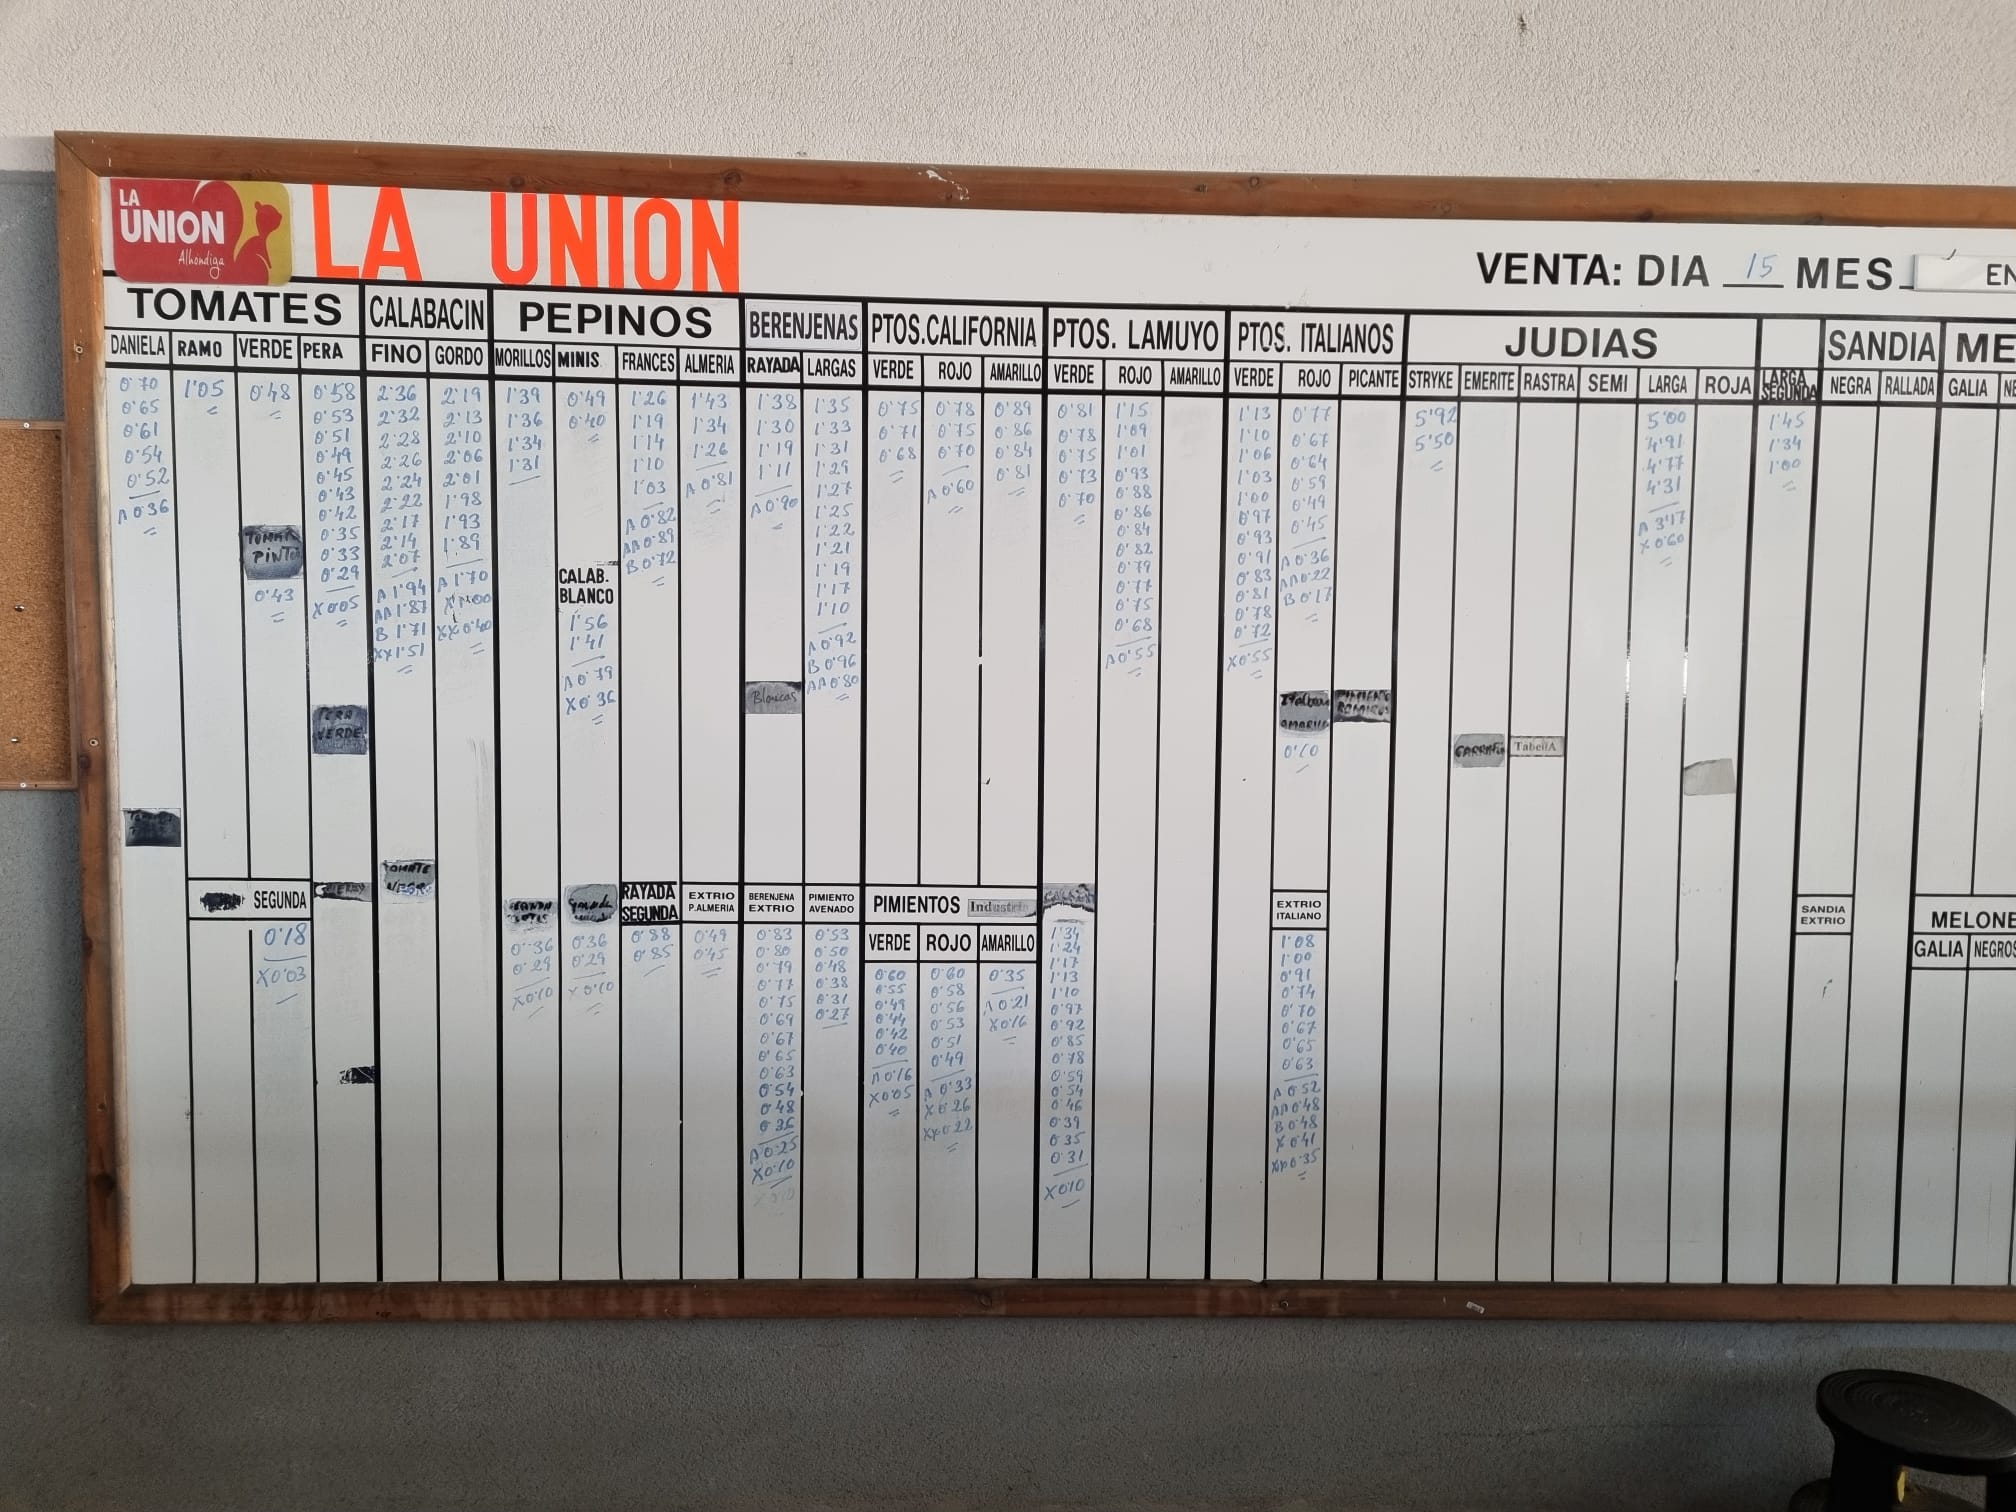 LA
UNION
Alhóndiga
LA UNION
VENTA: DIA 15 MES EN
TOMATES CALABACIN PEPINOS BERENJENAS PTOS.CALIFORNIA PTOS. LAMUYO PTOS. ITALIANOS JUDIAS LARGA SEGUNDA SANDIA ME
DANIELA RAMO VERDE PERA FINO GORDO MORILLOS MINIS FRANCES ALMERIA RAYADA LARGAS VERDE ROJO AMARILLO VERDE ROJO AMARILLO VERDE ROJO PICANTE STRYKE EMERITE RASTRA SEMI LARGA ROJA NEGRA RALLADA GALIA NE
0'70
0'65
0'61
0'54
0'52
A 0'36
1'05
0'48
TOMATE
PINTON
0'43
0'58
0'53
0'51
0'49
0'45
0'43
0'42
0'35
0'33
0'29
X 0'05
PERA
VERDE
2'36
2'32
2'28
2'26
2'24
2'22
2'17
2'14
2'07
A 1'94
AA 1'87
B 1'71
XX 1'51
TOMATE
NEGRO
2'19
2'13
2'10
2'06
2'01
1'98
1'93
1'89
A 1'70
X 1'00
XX 0'40
1'39
1'36
1'34
1'31
0'49
0'40
CALAB.
BLANCO
1'56
1'41
A 0'79
X 0'36
1'26
1'19
1'14
1'10
1'03
A 0'82
AA 0'89
B 0'72
1'43
1'34
1'26
A 0'81
1'38
1'30
1'19
1'11
A 0'90
Blancas
1'35
1'33
1'31
1'29
1'27
1'25
1'22
1'21
1'19
1'17
1'10
A 0'92
B 0'96
AA 0'80
0'75
0'71
0'68
0'78
0'75
0'70
A 0'60
0'89
0'86
0'84
0'81
0'81
0'78
0'75
0'73
0'70
1'15
1'09
1'01
0'93
0'88
0'86
0'84
0'82
0'79
0'77
0'75
0'68
A 0'55
1'13
1'10
1'06
1'03
1'00
0'97
0'93
0'91
0'83
0'81
0'78
0'72
X 0'55
0'77
0'67
0'64
0'59
0'49
0'45
A 0'36
AA 0'22
B 0'17
Italiano
AMARILLO
0'10
PIMIENTO
5'92
5'50
TabellA
5'00
4'91
4'77
4'31
A 3'17
X 0'60
1'45
1'34
1'00
SEGUNDA
0'18
X 0'03
0'36
0'29
X 0'10
0'36
0'29
X 0'10
RAYADA
SEGUNDA
0'88
0'85
EXTRIO
P.ALMERIA
0'49
0'45
BERENJENA
EXTRIO
0'83
0'80
0'79
0'77
0'75
0'69
0'67
0'65
0'63
0'54
0'48
0'36
A 0'25
X 0'10
PIMIENTO
AVENADO
0'53
0'50
0'48
0'38
0'31
0'27
PIMIENTOS Industria
VERDE ROJO AMARILLO
0'60
0'55
0'49
0'44
0'42
0'40
A 0'16
X 0'05
0'60
0'58
0'56
0'53
0'51
0'49
A 0'33
X 0'26
XX 0'22
0'35
A 0'21
X 0'16
1'34
1'24
1'17
1'13
1'10
0'97
0'92
0'85
0'78
0'59
0'54
0'46
0'39
0'35
0'31
X 0'10
EXTRIO
ITALIANO
1'08
1'00
0'91
0'74
0'70
0'67
0'65
0'63
A 0'52
AA 0'48
B 0'48
X 0'41
XX 0'35
SANDIA
EXTRIO
MELONE
GALIA NEGROS